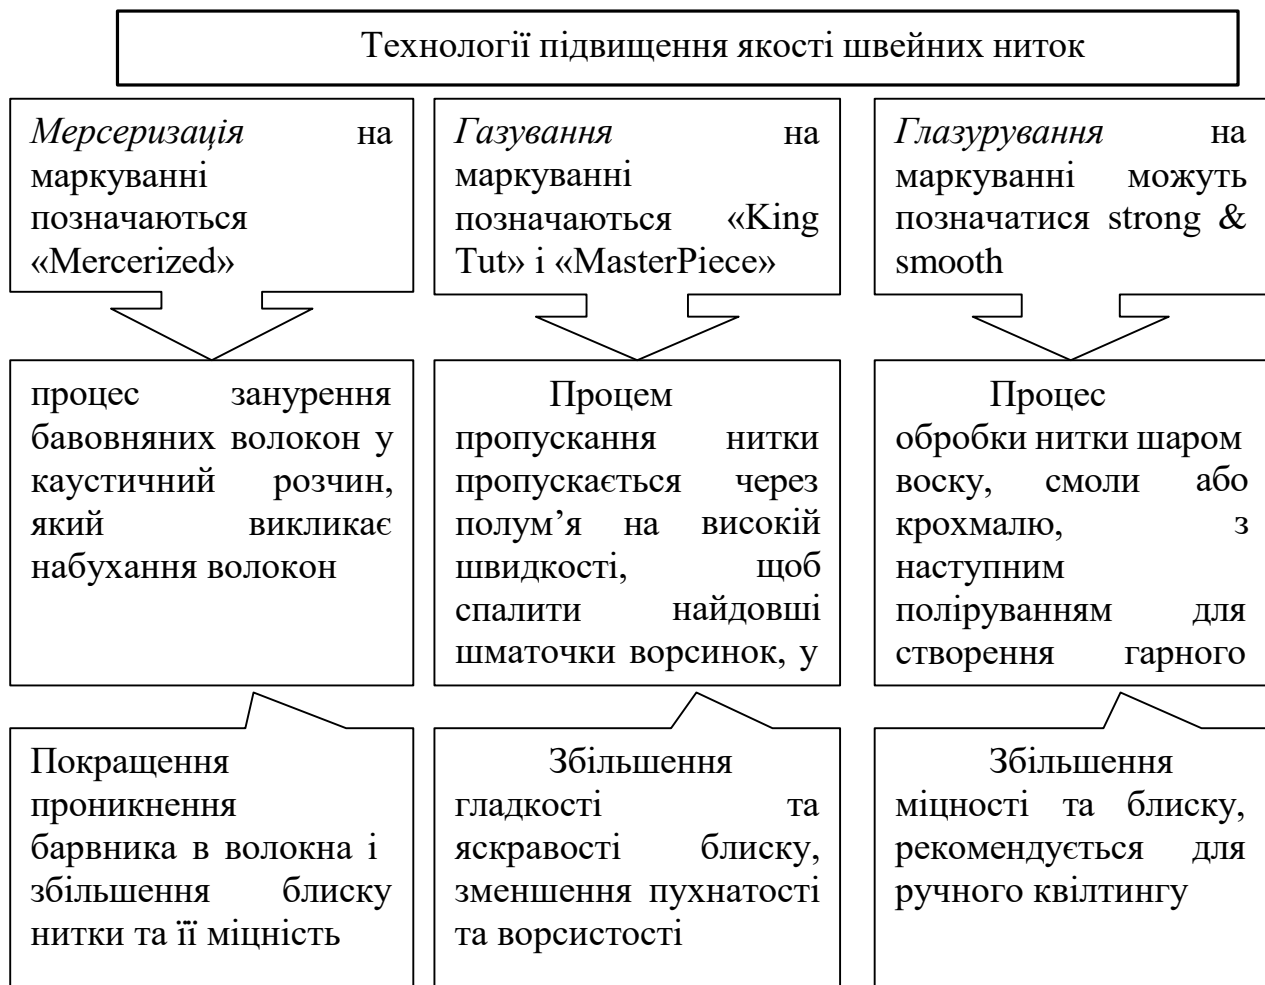 Технології підвищення якості швейних ниток
Мерсеризація на
маркуванні
позначаються
«Mercerized»
Газування на
маркуванні
позначаються «King
Tut» і «MasterPiece»
Глазурування на
маркуванні можуть
позначатися strong &
smooth
процес занурення
бавовняних волокон у
каустичний розчин,
який викликає
набухання волокон
Процем
пропускання нитки
пропускається через
полум’я на високій
швидкості, щоб
спалити найдовші
шматочки ворсинок, у
Процес
обробки нитки шаром
воску, смоли або
крохмалю, з
наступним
поліруванням для
створення гарного
Покращення
проникнення
барвника в волокна і
збільшення блиску
нитки та її міцність
Збільшення
гладкості та
яскравості блиску,
зменшення пухнатості
та ворсистості
Збільшення
міцності та блиску,
рекомендується для
ручного квілтингу